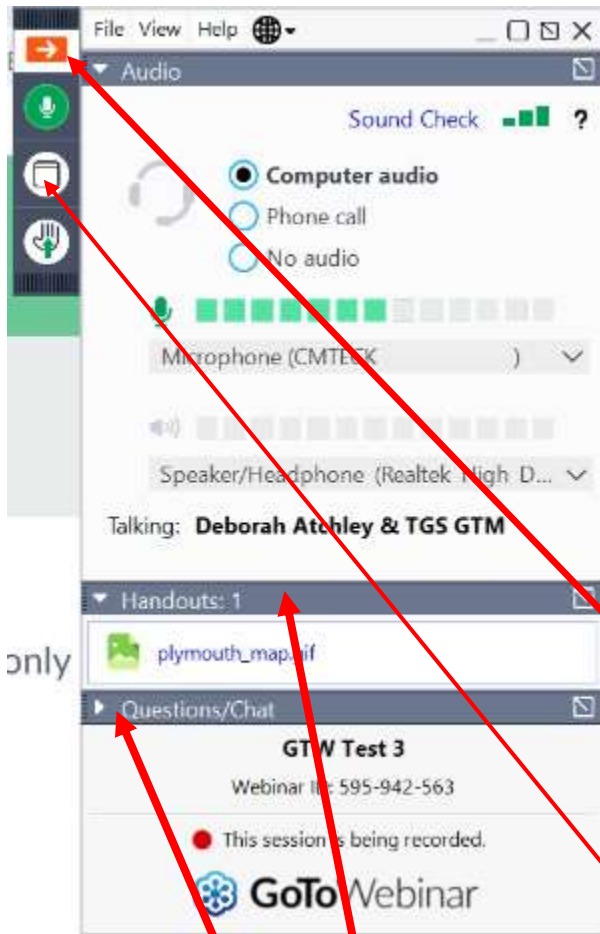 File View Help
Audio
Sound Check ?
Computer audio
Phone call
No audio
Microphone (CMTECK )
Speaker/Headphone (Realtek High D...
Talking: Deborah Atchley & TGS GTM
Handouts: 1
only
plymouth_map.gif
Questions/Chat
GTW Test 3
Webinar ID: 595-942-563
This session is being recorded.
GoToWebinar